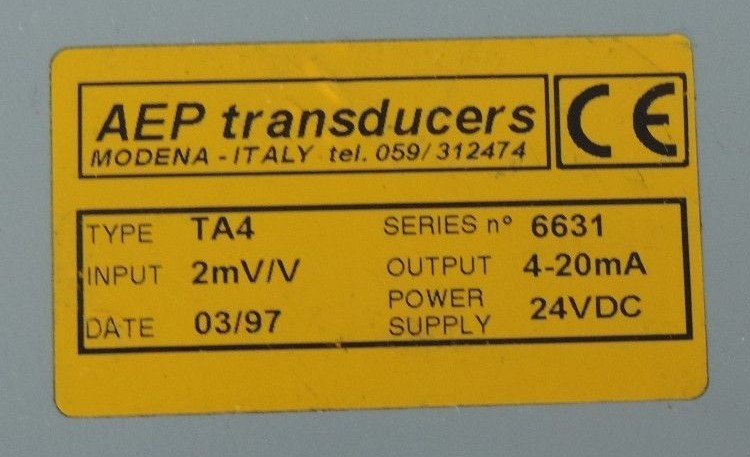 AEP transducers
MODENA - ITALY tel. 059/312474
CE
TYPE TA4 SERIES n° 6631
INPUT 2mV/V OUTPUT 4-20mA
DATE 03/97 POWER SUPPLY 24VDC